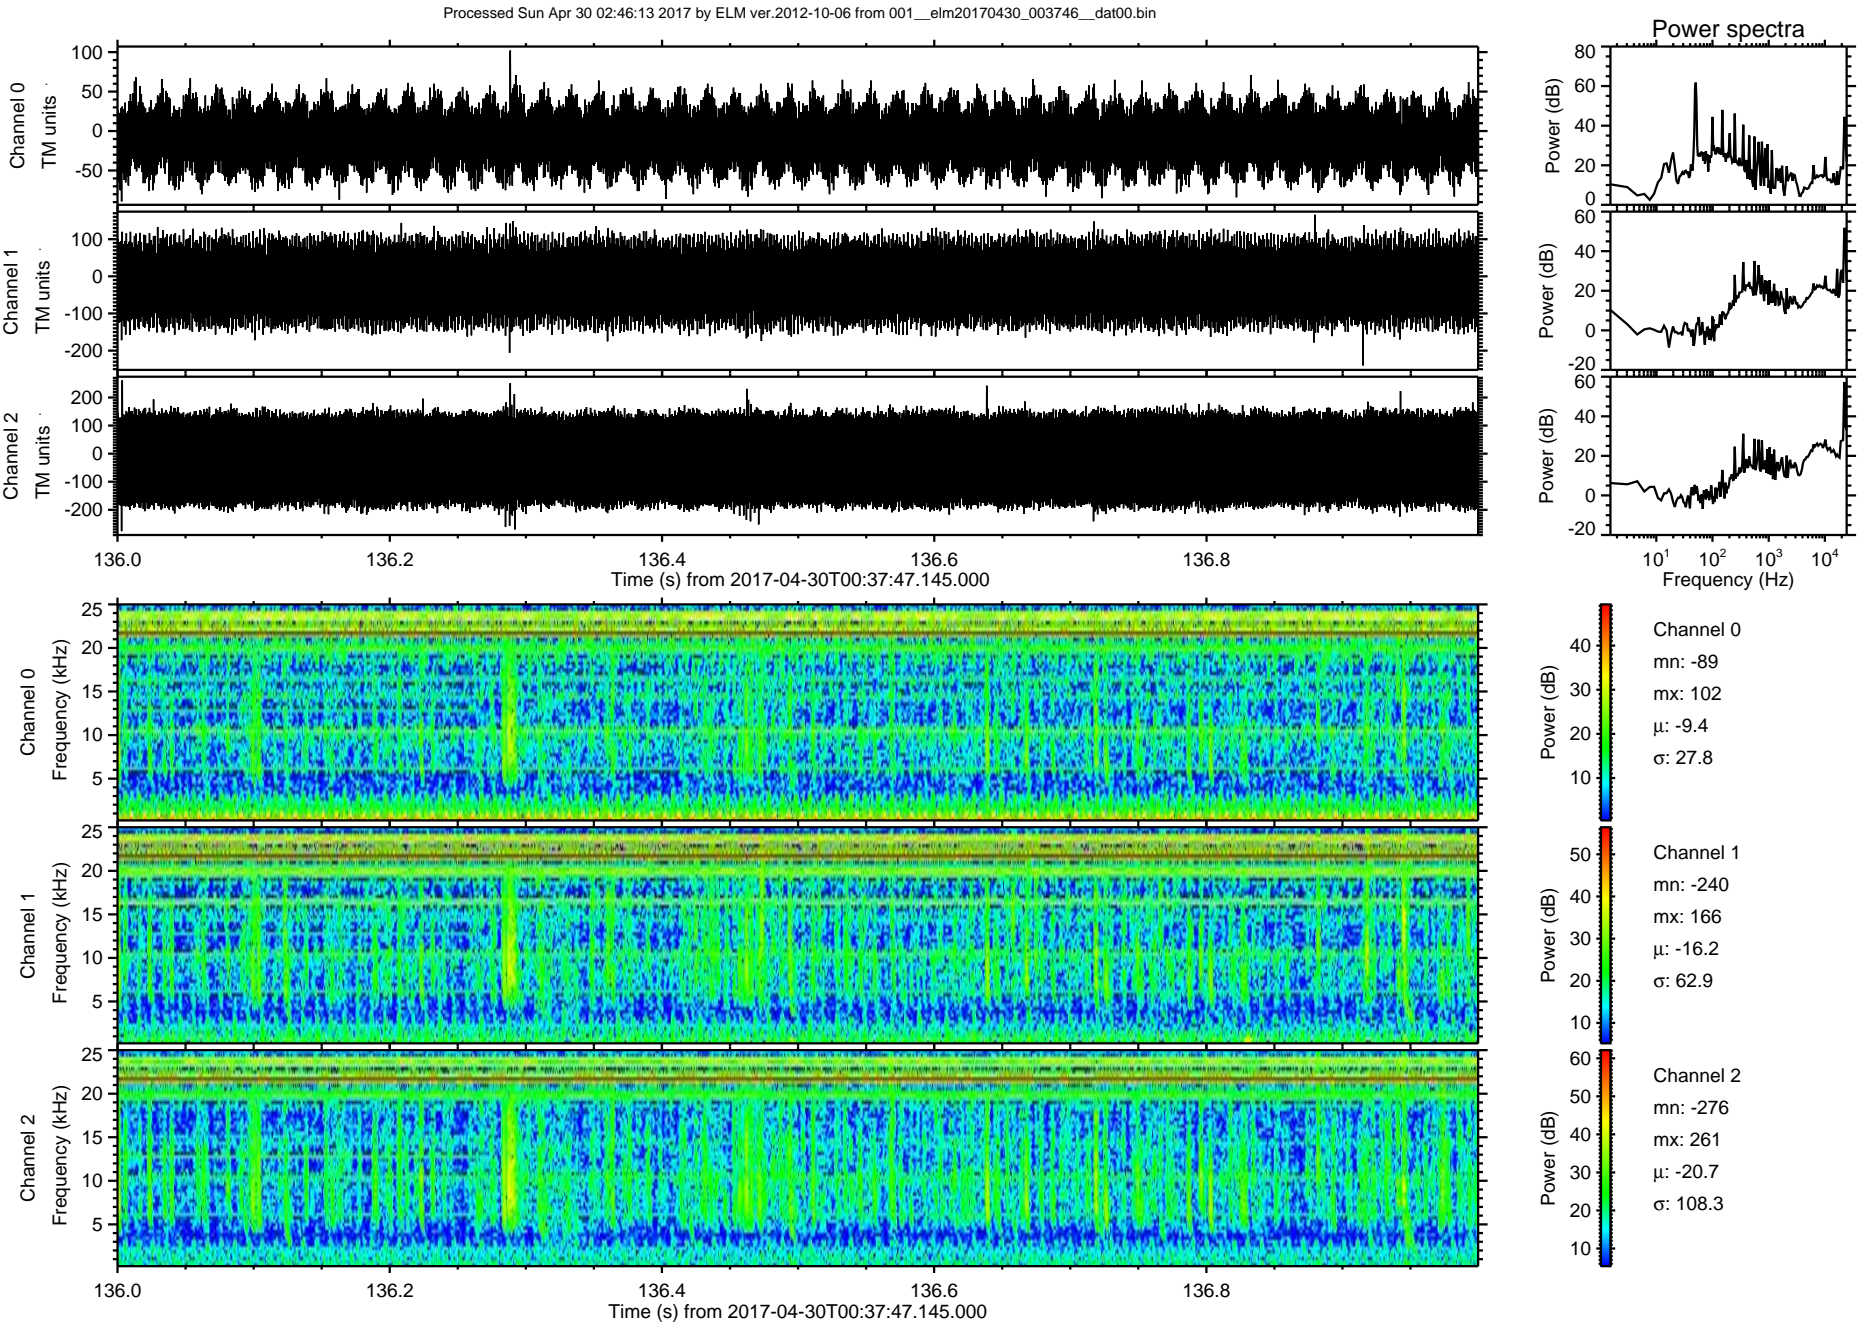 Processed Sun Apr 30 02:46:13 2017 by ELM ver.2012-10-06 from 001__elm20170430_003746__dat00.bin
Power spectra
Channel 0
TM units
100
50
0
-50
Power (dB)
80
60
40
20
0
Channel 1
TM units
100
0
-100
-200
Power (dB)
60
40
20
0
-20
Channel 2
TM units
200
100
0
-100
-200
Power (dB)
60
40
20
0
-20
136.0 136.2 136.4 136.6 136.8
Time (s) from 2017-04-30T00:37:47.145.000
10¹ 10² 10³ 10⁴
Frequency (Hz)
Channel 0
Frequency (kHz)
25
20
15
10
5
Power (dB)
40
30
20
10
Channel 0
mn: -89
mx: 102
µ: -9.4
σ: 27.8
Channel 1
Frequency (kHz)
25
20
15
10
5
Power (dB)
50
40
30
20
10
Channel 1
mn: -240
mx: 166
µ: -16.2
σ: 62.9
Channel 2
Frequency (kHz)
25
20
15
10
5
Power (dB)
60
50
40
30
20
10
Channel 2
mn: -276
mx: 261
µ: -20.7
σ: 108.3
136.0 136.2 136.4 136.6 136.8
Time (s) from 2017-04-30T00:37:47.145.000